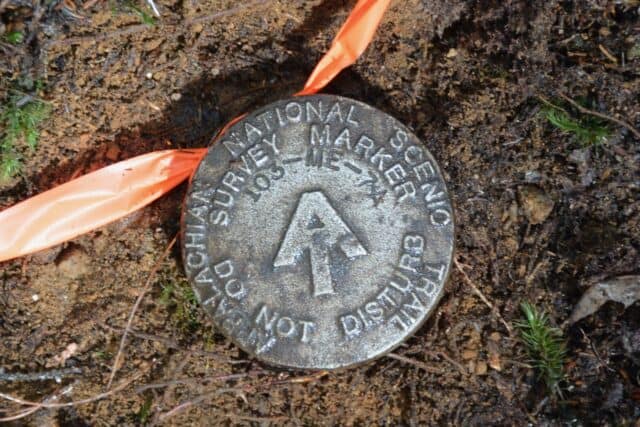 APPALACHIAN NATIONAL SCENIC TRAIL
SURVEY MARKER
103-ME-74
DO NOT DISTURB